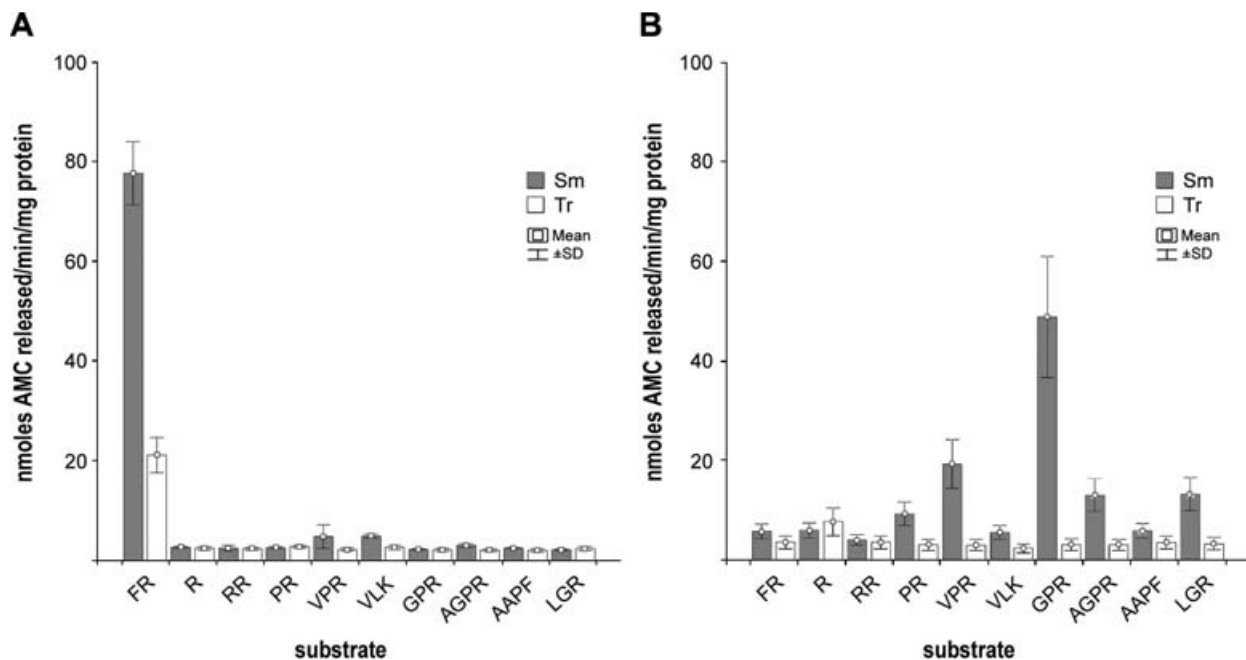 A
nmoles AMC released/min/mg protein
100
80
60
40
20
Sm
Tr
Mean
±SD
FR
R
RR
PR
VPR
VLK
GPR
AGPR
AAPF
LGR
substrate
B
nmoles AMC released/min/mg protein
100
80
60
40
20
Sm
Tr
Mean
±SD
FR
R
RR
PR
VPR
VLK
GPR
AGPR
AAPF
LGR
substrate